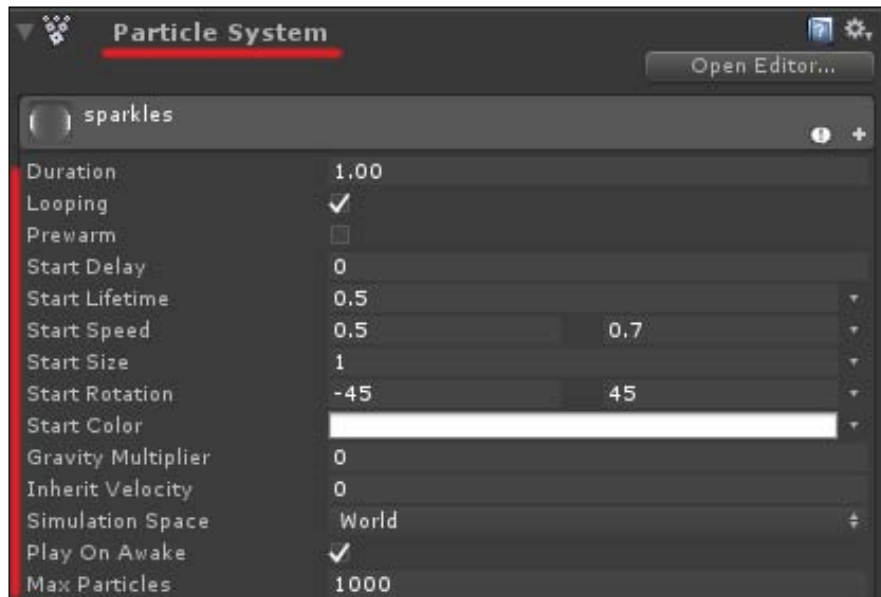 Particle System
Open Editor...
sparkles
Duration 1.00
Looping
Prewarm
Start Delay 0
Start Lifetime 0.5
Start Speed 0.5 0.7
Start Size 1
Start Rotation -45 45
Start Color
Gravity Multiplier 0
Inherit Velocity 0
Simulation Space World
Play On Awake
Max Particles 1000